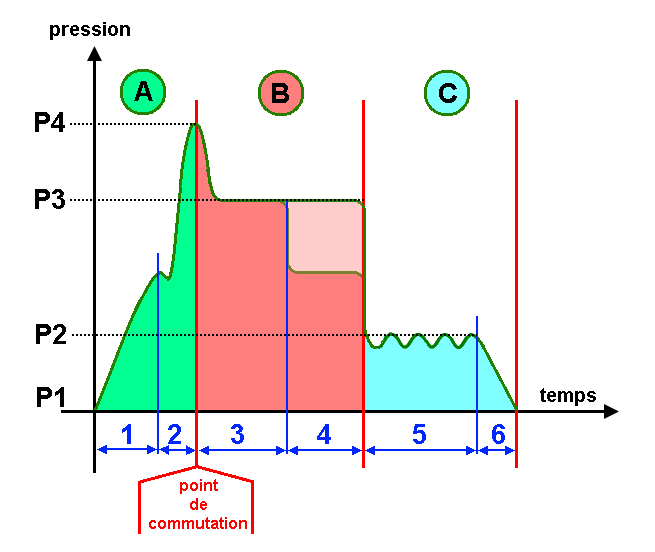 pression
A
B
C
P4
P3
P2
P1
temps
1
2
3
4
5
6
point
de
commutation